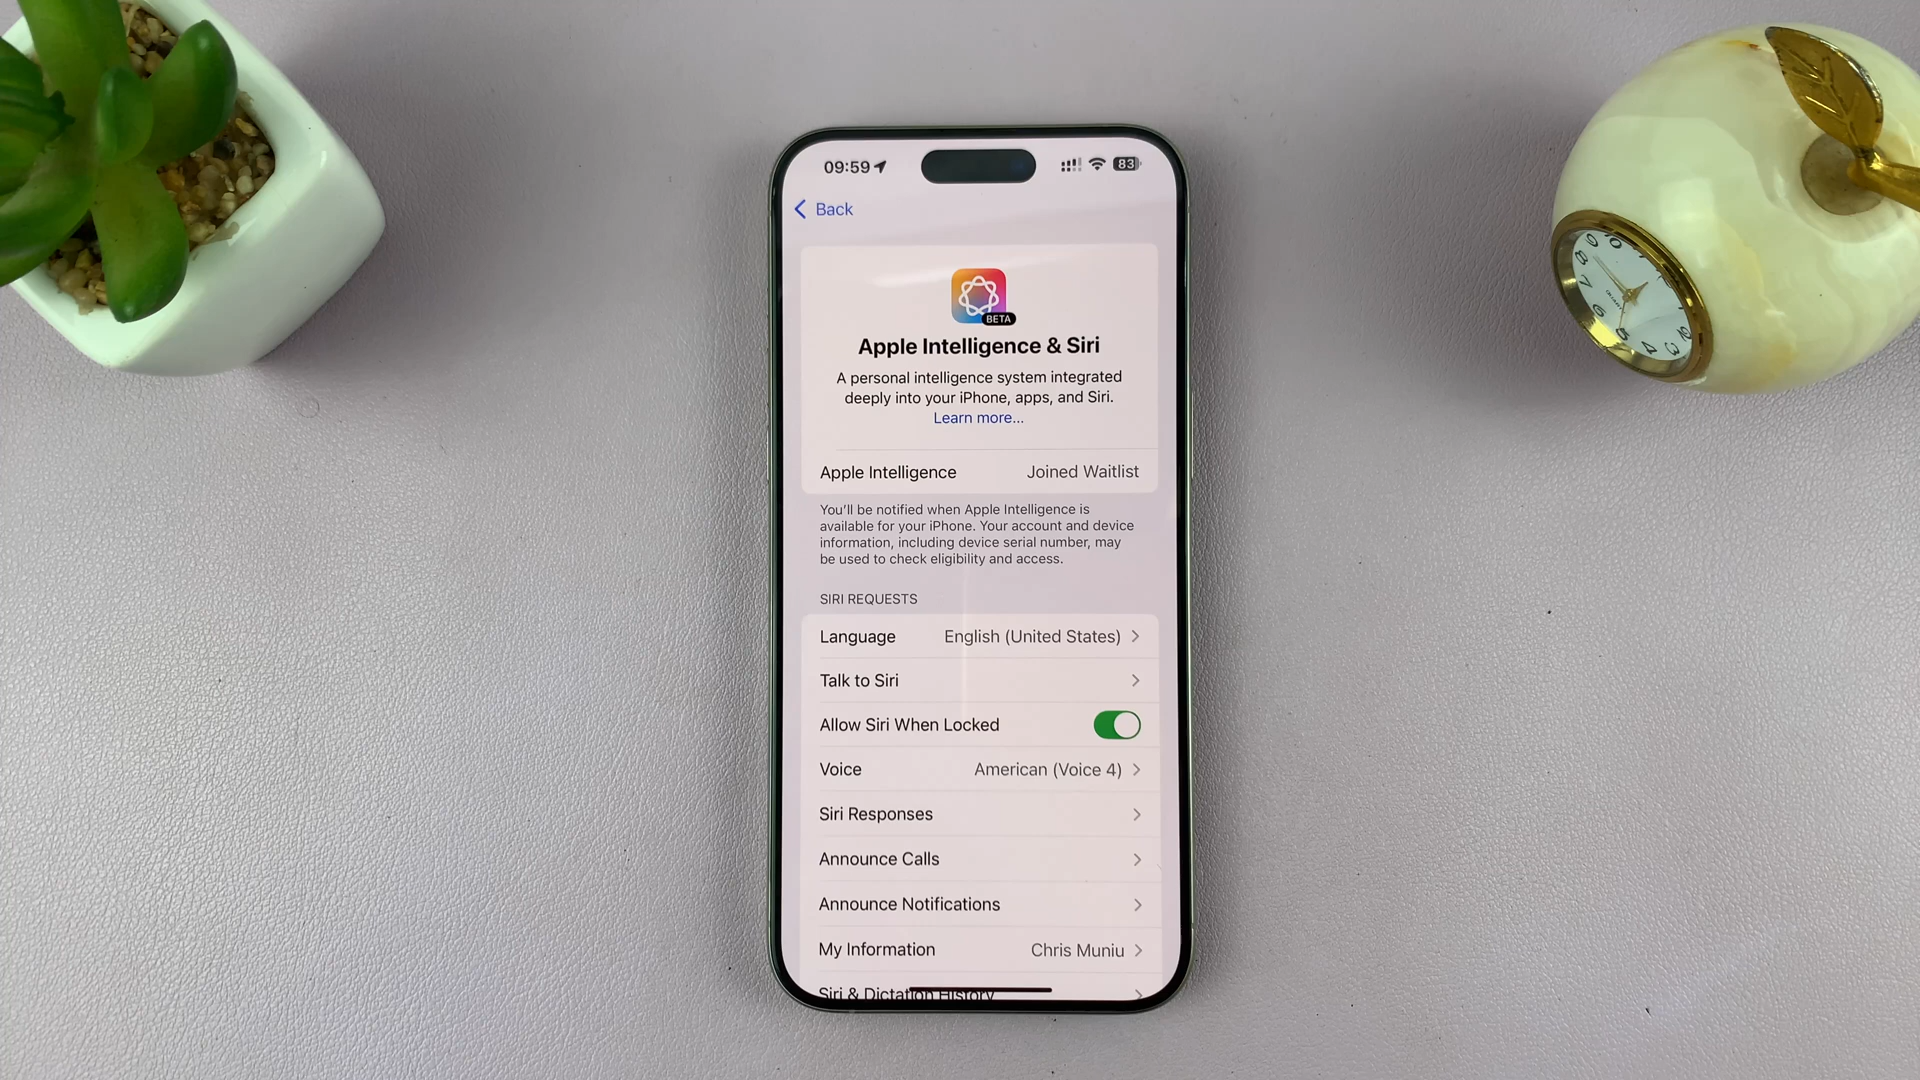 09:59
83
Back
BETA
Apple Intelligence & Siri
A personal intelligence system integrated
deeply into your iPhone, apps, and Siri.
Learn more...
Apple Intelligence Joined Waitlist
You'll be notified when Apple Intelligence is
available for your iPhone. Your account and device
information, including device serial number, may
be used to check eligibility and access.
SIRI REQUESTS
Language English (United States)
Talk to Siri
Allow Siri When Locked
Voice American (Voice 4)
Siri Responses
Announce Calls
Announce Notifications
My Information Chris Muniu
Siri & Dictation History